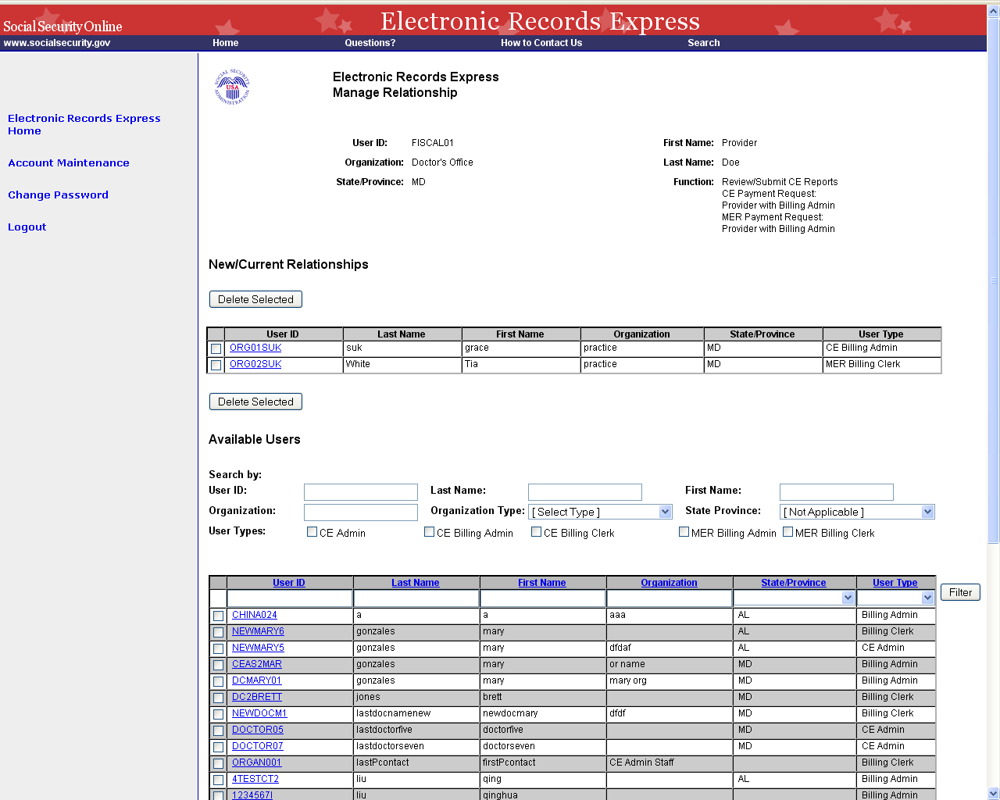 Social Security Online
Electronic Records Express
www.socialsecurity.gov Home Questions? How to Contact Us Search
Electronic Records Express
Home
Account Maintenance
Change Password
Logout
SOCIAL SECURITY ADMINISTRATION
USA
Electronic Records Express
Manage Relationship
User ID: FISCAL01 First Name: Provider
Organization: Doctor's Office Last Name: Doe
State/Province: MD Function: Review/Submit CE Reports
CE Payment Request:
Provider with Billing Admin
MER Payment Request:
Provider with Billing Admin
New/Current Relationships
Delete Selected
User ID Last Name First Name Organization State/Province User Type
ORG01SUK suk grace practice MD CE Billing Admin
ORG02SUK White Tia practice MD MER Billing Clerk
Delete Selected
Available Users
Search by:
User ID: Last Name: First Name:
Organization: Organization Type: [ Select Type ] State Province: [ Not Applicable ]
User Types: CE Admin CE Billing Admin CE Billing Clerk MER Billing Admin MER Billing Clerk
User ID Last Name First Name Organization State/Province User Type
Filter
CHINA024 a a aaa AL Billing Admin
NEWMARY6 gonzales mary AL Billing Clerk
NEWMARY5 gonzales mary dfdaf AL CE Admin
CEAS2MAR gonzales mary or name MD Billing Admin
DCMARY01 gonzales mary mary org MD Billing Admin
DC2BRETT jones brett MD Billing Clerk
NEWDOCM1 lastdocnamenew newdocmary dfdf MD Billing Clerk
DOCTOR05 lastdoctorfive doctorfive MD CE Admin
DOCTOR07 lastdoctorseven doctorseven MD CE Admin
ORGAN001 lastPcontact firstPcontact CE Admin Staff Billing Clerk
4TESTCT2 liu qing AL Billing Admin
1234567I liu qinghua Billing Admin